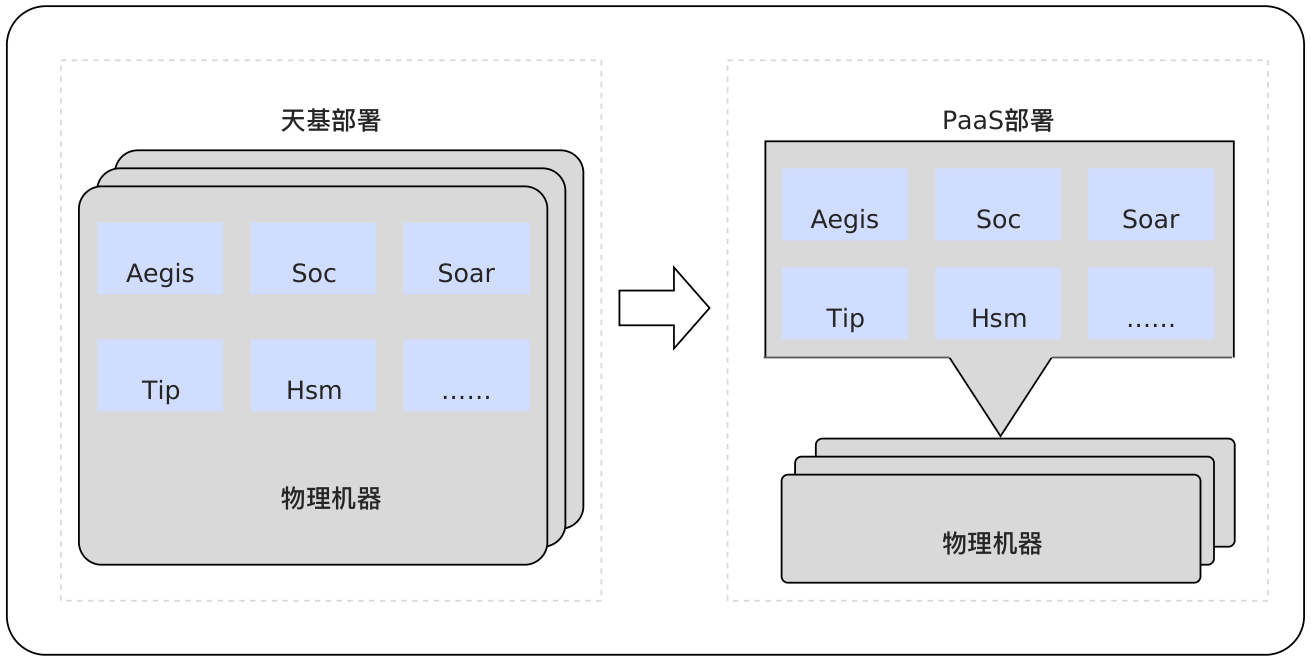 天基部署
Aegis
Soc
Soar
Tip
Hsm
......
物理机器
PaaS部署
Aegis
Soc
Soar
Tip
Hsm
......
物理机器